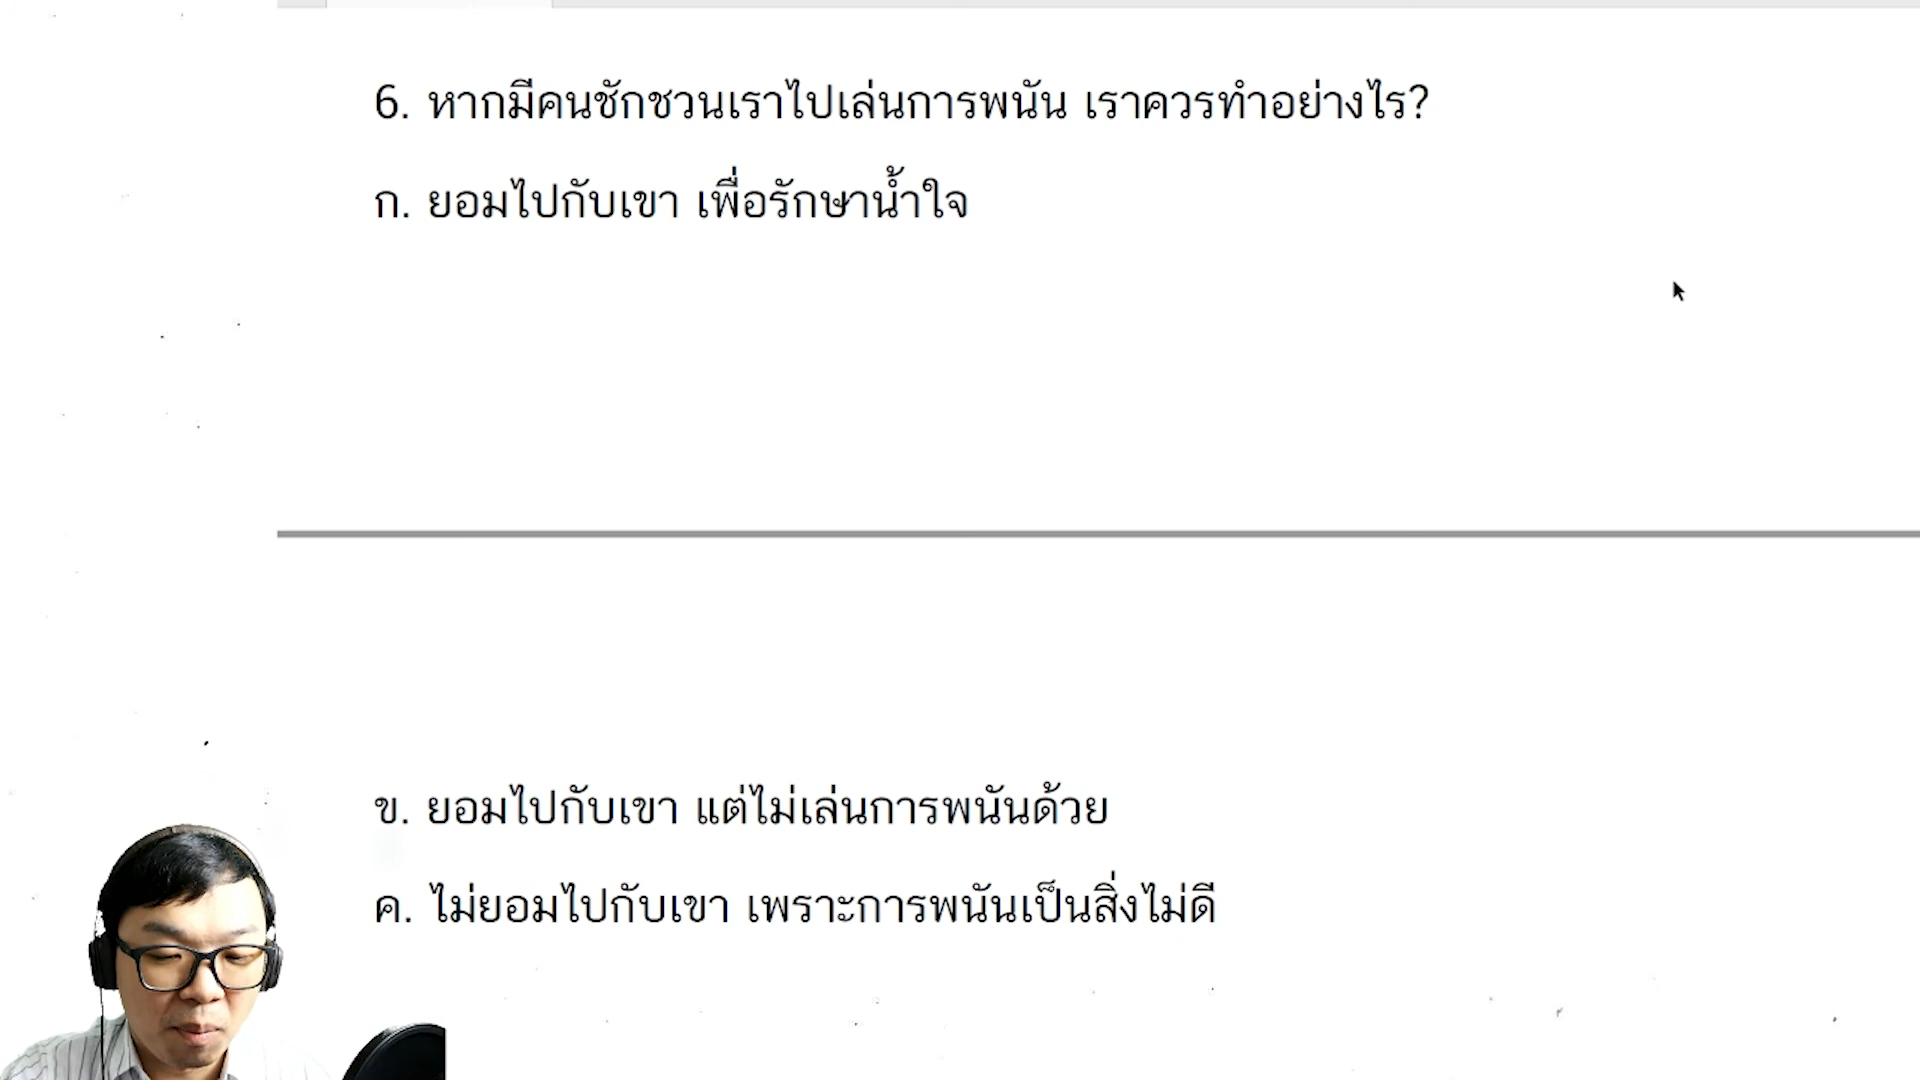 6. หากมีคนชักชวนเราไปเล่นการพนัน เราควรทำอย่างไร?
ก. ยอมไปกับเขา เพื่อรักษาน้ำใจ
ข. ยอมไปกับเขา แต่ไม่เล่นการพนันด้วย
ค. ไม่ยอมไปกับเขา เพราะการพนันเป็นสิ่งไม่ดี